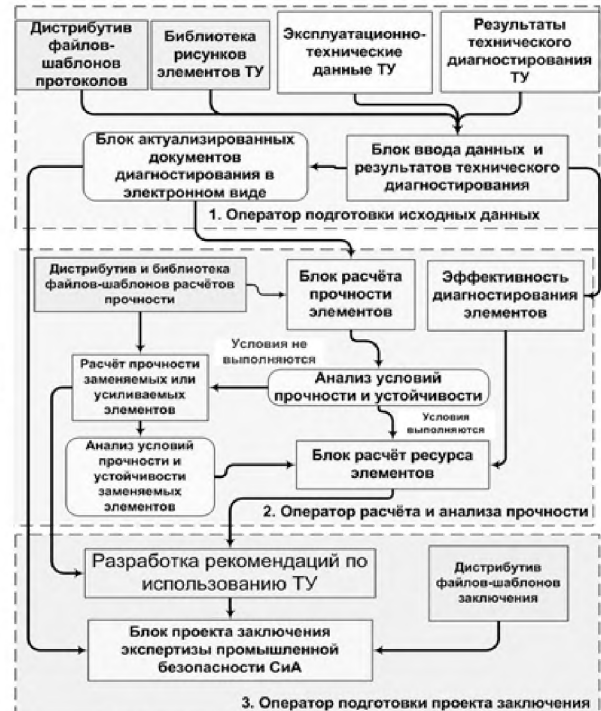 Дистрибутив
файлов-
шаблонов
протоколов
Библиотека
рисунков
элементов ТУ
Эксплуатационно-
технические
данные ТУ
Результаты
технического
диагностирования
ТУ
Блок актуализированных
документов
диагностирования в
электронном виде
Блок ввода данных и
результатов технического
диагностирования
1. Оператор подготовки исходных данных
Дистрибутив и библиотека
файлов-шаблонов расчётов
прочности
Блок расчёта
прочности
элементов
Эффективность
диагностирования
элементов
Условия не
выполняются
Расчёт прочности
заменяемых или
усиливаемых
элементов
Анализ условий
прочности и устойчивости
Условия
выполняются
Анализ условий
прочности и
устойчивости
заменяемых
элементов
Блок расчёт ресурса
элементов
2. Оператор расчёта и анализа прочности
Разработка рекомендаций по
использованию ТУ
Дистрибутив
файлов-шаблонов
заключения
Блок проекта заключения
экспертизы промышленной
безопасности СиА
3. Оператор подготовки проекта заключения